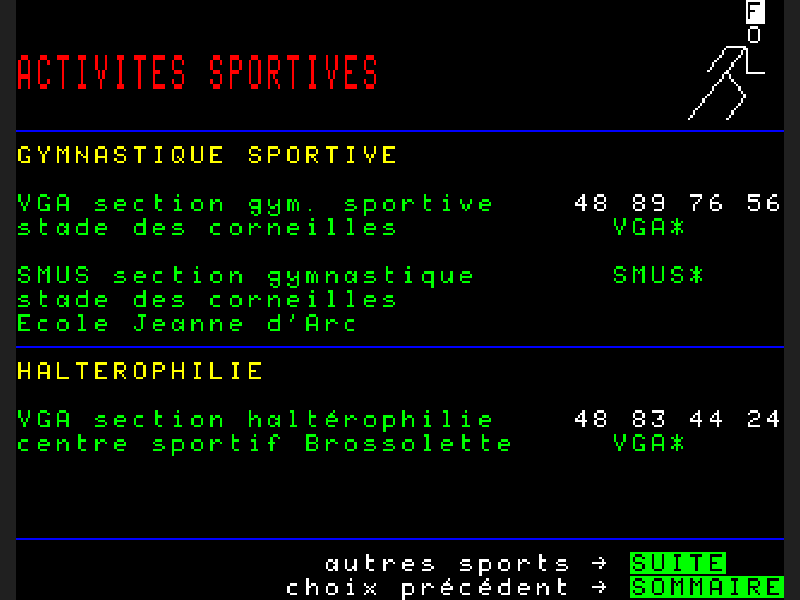 F
ACTIVITES SPORTIVES
GYMNASTIQUE SPORTIVE
VGA section gym. sportive 48 89 76 56
stade des corneilles VGA*
SMUS section gymnastique SMUS*
stade des corneilles
Ecole Jeanne d'Arc
HALTEROPHILIE
VGA section haltérophilie 48 83 44 24
centre sportif Brossolette VGA*
autres sports → SUITE
choix précédent → SOMMAIRE